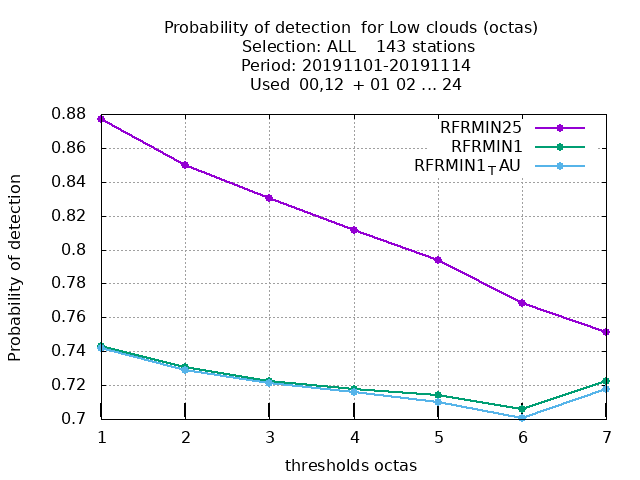 Probability of detection  for Low clouds (octas)
Selection: ALL    143 stations
Period: 20191101-20191114
Used  00,12  + 01 02 ... 24
RFRMIN25
RFRMIN1
RFRMIN1TAU
Probability of detection
0.88
0.86
0.84
0.82
0.8
0.78
0.76
0.74
0.72
0.7
1 2 3 4 5 6 7
thresholds octas